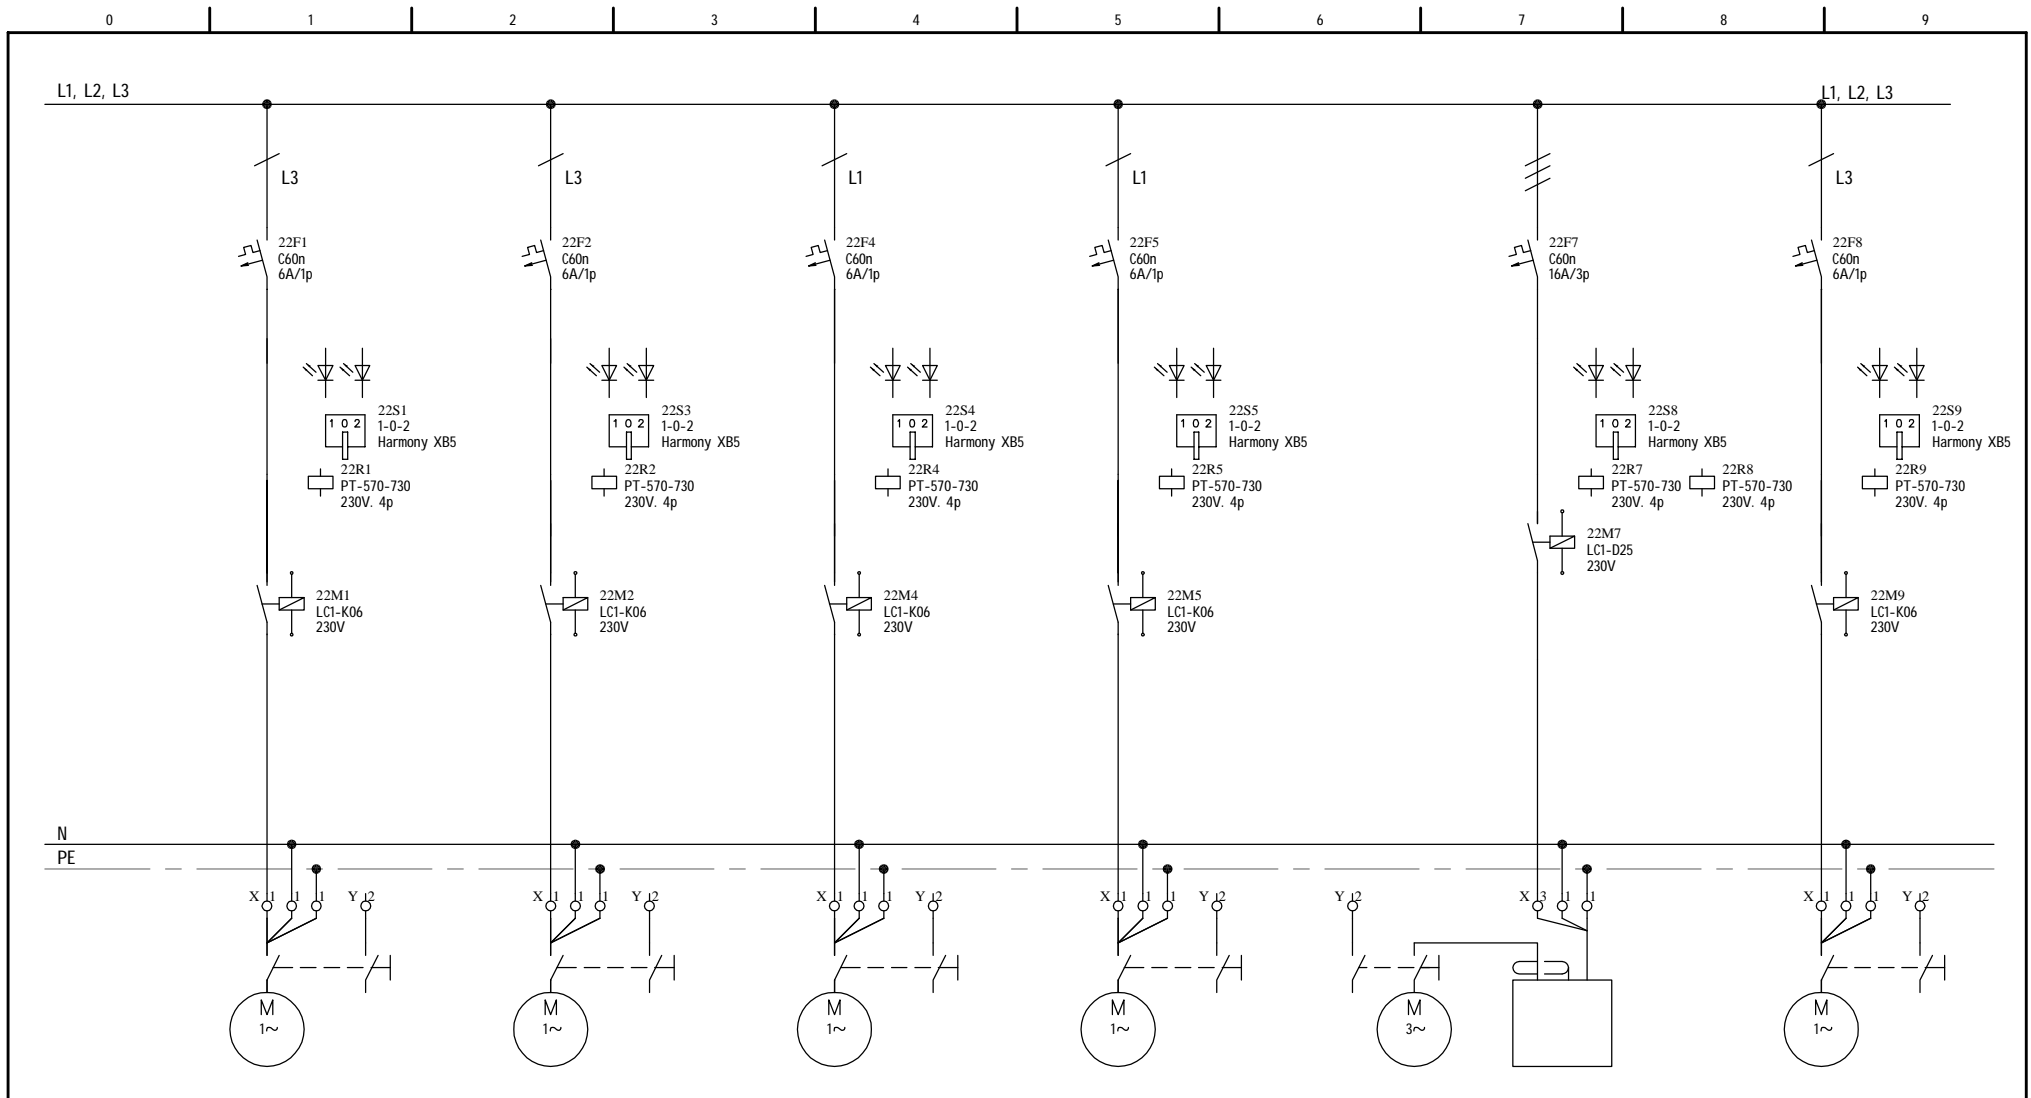 0 1 2 3 4 5 6 7 8 9
L1, L2, L3 L1, L2, L3
L3 L3 L1 L1 L3
22F1 22F2 22F4 22F5 22F7 22F8
C60n C60n C60n C60n C60n C60n
6A/1p 6A/1p 6A/1p 6A/1p 16A/3p 6A/1p
22S1 22S3 22S4 22S5 22S8 22S9
1 0 2 1-0-2 1 0 2 1-0-2 1 0 2 1-0-2 1 0 2 1-0-2 1 0 2 1-0-2 1 0 2 1-0-2
Harmony XB5 Harmony XB5 Harmony XB5 Harmony XB5 Harmony XB5 Harmony XB5
22R1 22R2 22R4 22R5 22R7 22R8 22R9
PT-570-730 PT-570-730 PT-570-730 PT-570-730 PT-570-730 PT-570-730 PT-570-730
230V. 4p 230V. 4p 230V. 4p 230V. 4p 230V. 4p 230V. 4p 230V. 4p
22M7
LC1-D25
230V
22M1 22M2 22M4 22M5 22M9
LC1-K06 LC1-K06 LC1-K06 LC1-K06 LC1-K06
230V 230V 230V 230V 230V
N
PE
X 1 1 1 Y 2 X 1 1 1 Y 2 X 1 1 1 Y 2 X 1 1 1 Y 2 Y 2 X 3 1 1 X 1 1 1 Y 2
M M M M M M
1~ 1~ 1~ 1~ 3~ 1~